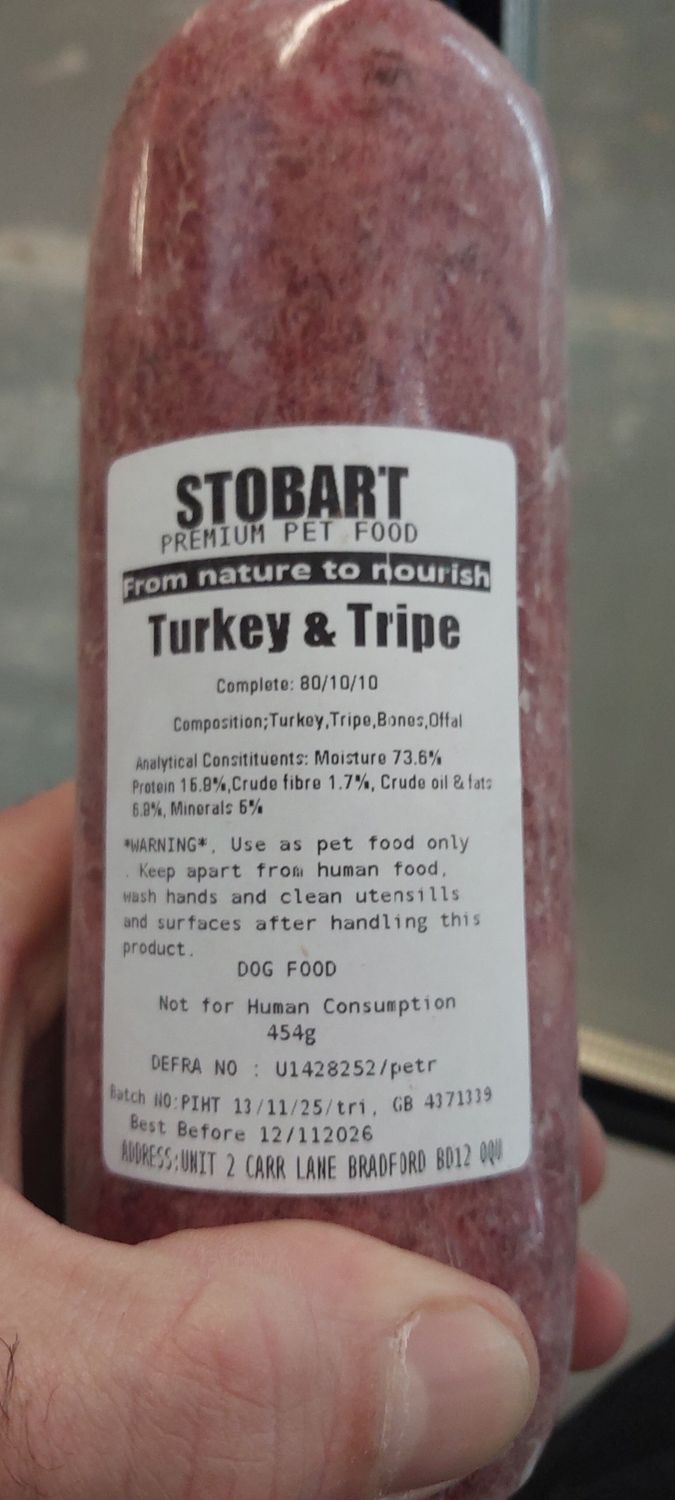 STOBART
PREMIUM PET FOOD
From nature to nourish
Turkey & Tripe
Complete: 80/10/10
Composition;Turkey,Tripe,Bones,Offal
Analytical Consitituents: Moisture 73.6%
Protein 16.8%,Crude fibre 1.7%, Crude oil & fats
6.8%, Minerals 6%
*WARNING*. Use as pet food only
. Keep apart from human food,
wash hands and clean utensills
and surfaces after handling this
product.
DOG FOOD
Not for Human Consumption
454g
DEFRA NO : U1428252/petr
Batch NO:PIHT 13/11/25/tri, GB 4371339
Best Before 12/112026
ADDRESS:UNIT 2 CARR LANE BRADFORD BD12 0QU